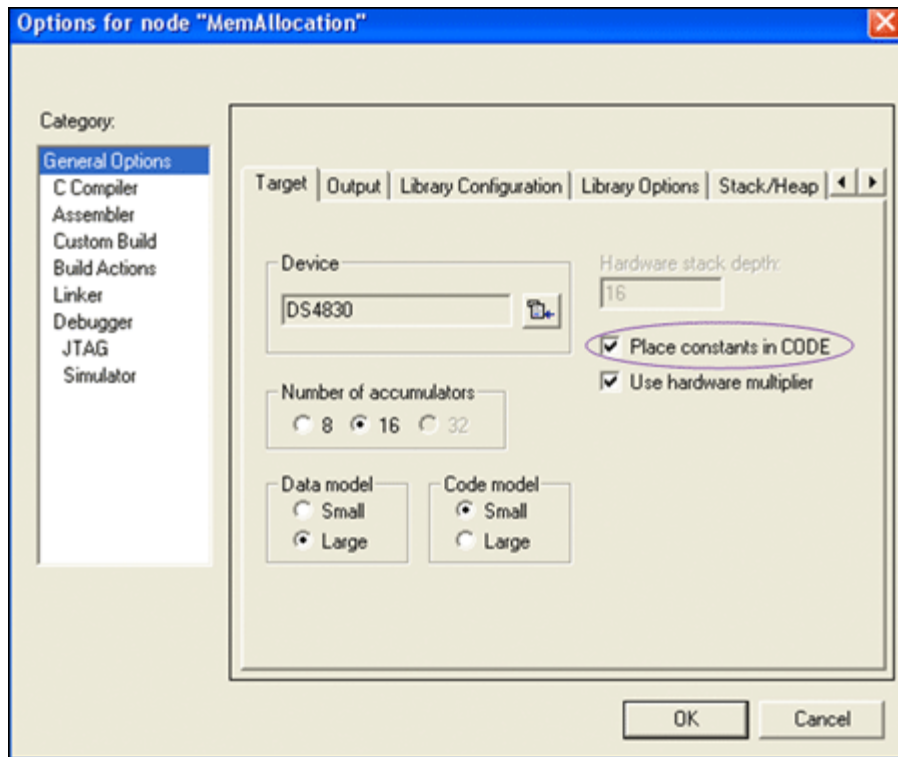 Options for node "MemAllocation"
Category:
General Options
C Compiler
Assembler
Custom Build
Build Actions
Linker
Debugger
JTAG
Simulator
Target Output Library Configuration Library Options Stack/Heap
Device
DS4830
Hardware stack depth:
16
Place constants in CODE
Use hardware multiplier
Number of accumulators
8 16 32
Data model
Small
Large
Code model
Small
Large
OK Cancel